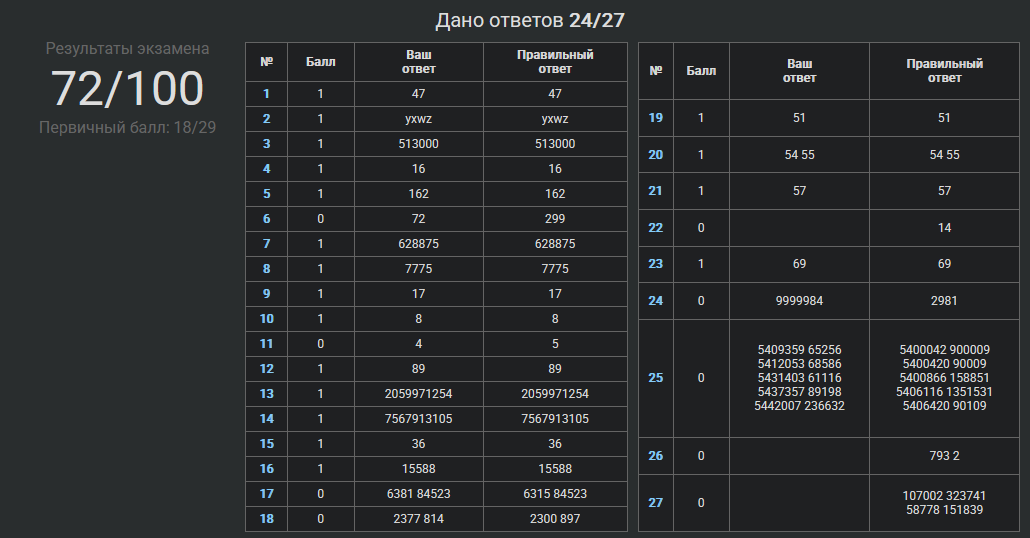 Дано ответов 24/27
Результаты экзамена
72/100
Первичный балл: 18/29
№ Балл Ваш ответ Правильный ответ
1 1 47 47
2 1 yxwz yxwz
3 1 513000 513000
4 1 16 16
5 1 162 162
6 0 72 299
7 1 628875 628875
8 1 7775 7775
9 1 17 17
10 1 8 8
11 0 4 5
12 1 89 89
13 1 2059971254 2059971254
14 1 7567913105 7567913105
15 1 36 36
16 1 15588 15588
17 0 6381 84523 6315 84523
18 0 2377 814 2300 897
№ Балл Ваш ответ Правильный ответ
19 1 51 51
20 1 54 55 54 55
21 1 57 57
22 0 14
23 1 69 69
24 0 9999984 2981
5409359 65256 5400042 900009
5412053 68586 5400420 90009
25 0 5431403 61116 5400866 158851
5437357 89198 5406116 1351531
5442007 236632 5406420 90109
26 0 793 2
27 0 107002 323741
58778 151839